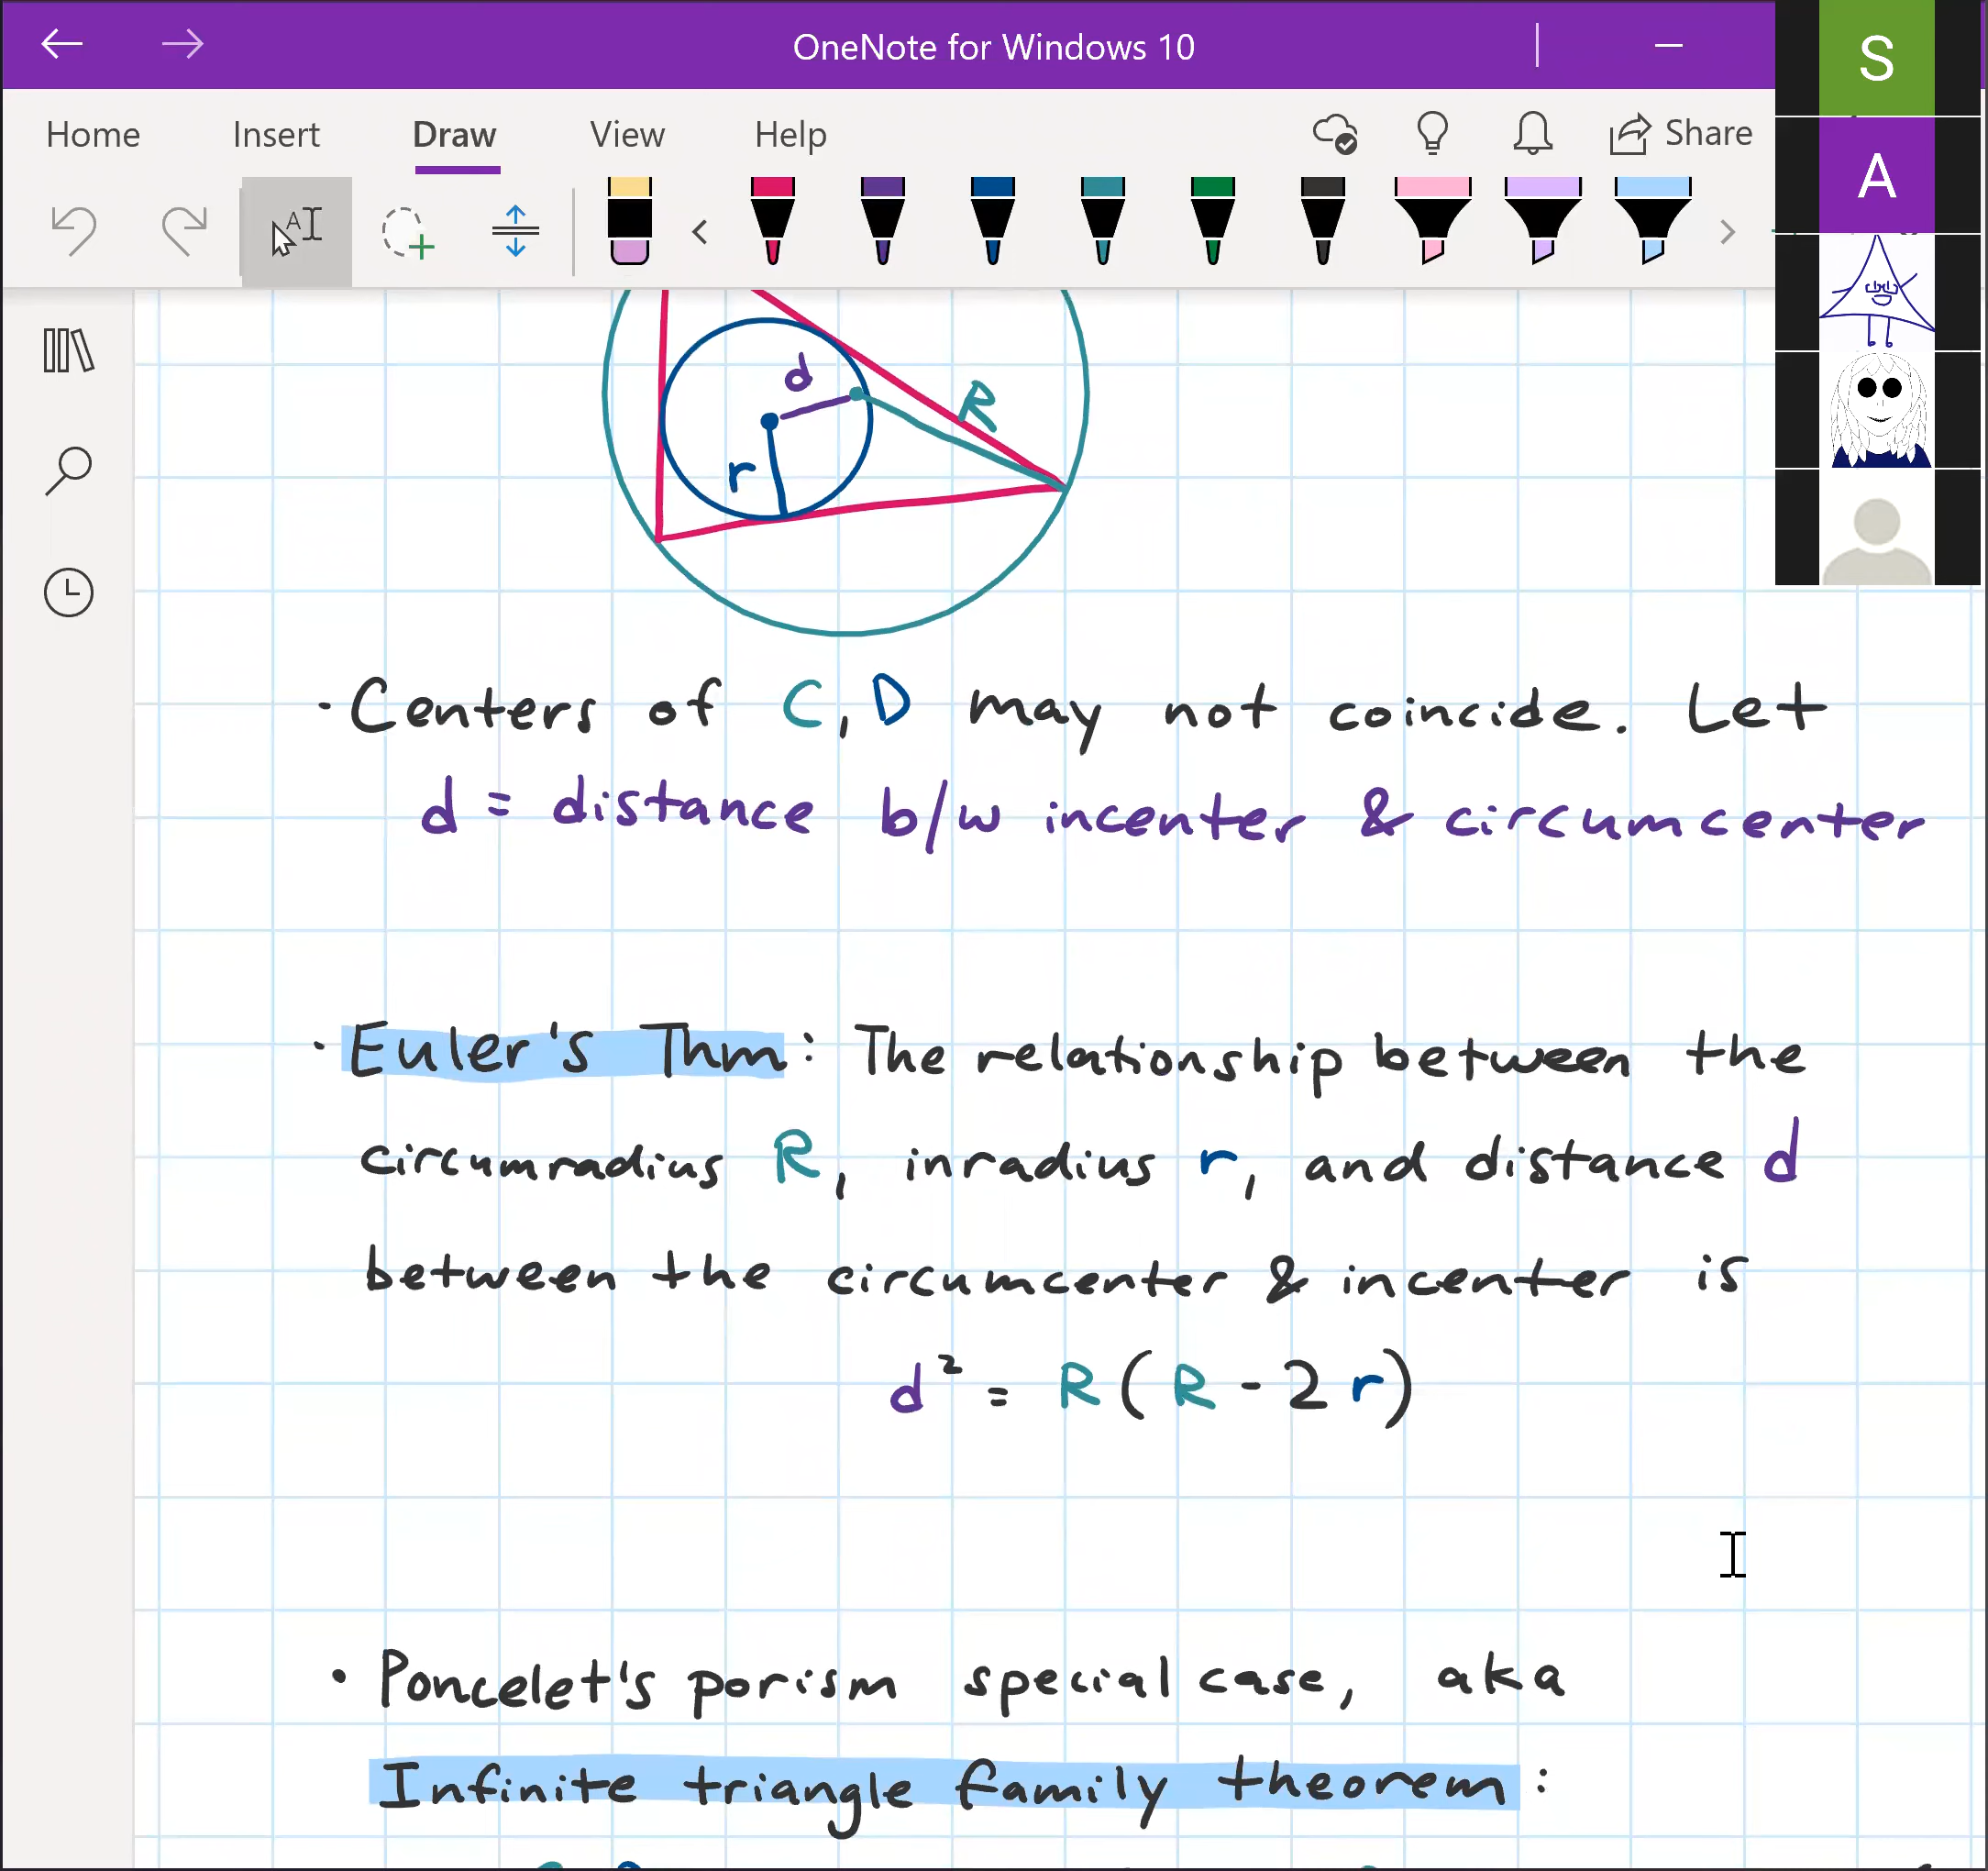 OneNote for Windows 10
S
Home Insert Draw View Help Share
A
d
R
r
· Centers of C, D may not coincide. Let
d = distance b/w incenter & circumcenter
· Euler's Thm: The relationship between the
circumradius R, inradius r, and distance d
between the circumcenter & incenter is
d² = R(R-2r)
· Poncelet's porism special case, aka
Infinite triangle family theorem: